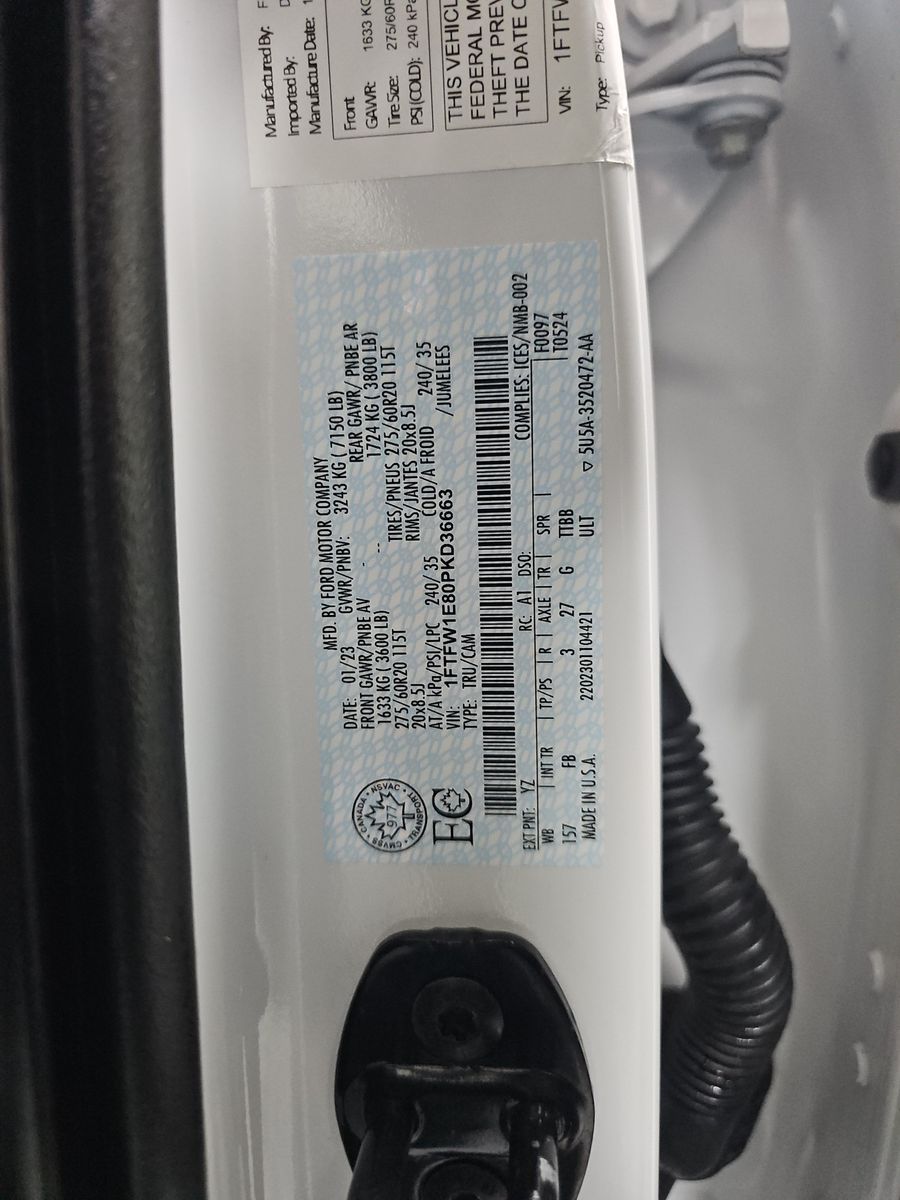 Manufactured By: F
Imported By:
Manufacture Date: 1
Front
GAWR: 1633 KG
Tire Size: 275/60R
PSI (COLD): 240 kPa
THIS VEHICL
FEDERAL MO
THEFT PREV
THE DATE O
VIN: 1FTFW
Type: Pickup
MFD. BY FORD MOTOR COMPANY
DATE: 01/23 GVWR/PNBV: 3243 KG ( 7150 LB)
FRONT GAWR/PNBE AV - -- REAR GAWR/ PNBE AR
1633 KG ( 3600 LB) 1724 KG ( 3800 LB)
275/60R20 115T TIRES/PNEUS 275/60R20 115T
20x8.5J RIMS/JANTES 20x8.5J
AT/A kPa/PSI/LPC 240/ 35 COLD/A FROID 240/ 35
VIN: 1FTFW1E80PKD36663 /JUMELEES
TYPE: TRU/CAM
CANADA • NSVAC • TRANSPORT • CMVSS •
977
T
EC
COMPLIES: ICES/NMB-002
EXT PNT: YZ RC: A1 DSO: F0097
WB INT TR TP/PS R AXLE TR SPR T0524
157 FB 3 27 G TTBB
MADE IN U.S.A. 2202301104421 ULT ▽ 5U5A-3520472-AA